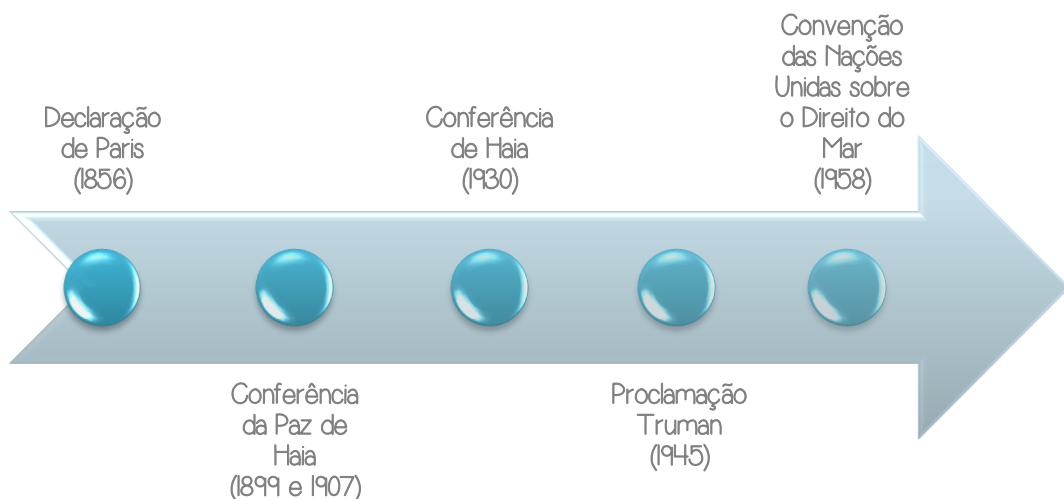 Declaração
de Paris
(1856)
Conferência
da Paz de
Haia
(1899 e 1907)
Conferência
de Haia
(1930)
Proclamação
Truman
(1945)
Convenção
das Nações
Unidas sobre
o Direito do
Mar
(1958)